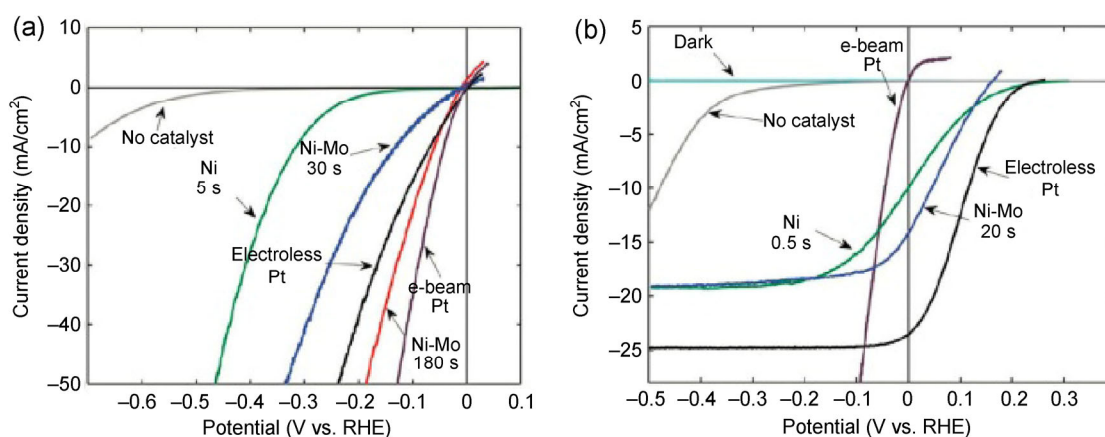 (a)
10
0
–10
–20
–30
–40
–50
Current density (mA/cm2)
No catalyst
Ni
5 s
Ni-Mo
30 s
Electroless
Pt
e-beam
Pt
Ni-Mo
180 s
–0.6
–0.5
–0.4
–0.3
–0.2
–0.1
0
0.1
Potential (V vs. RHE)
(b)
5
0
–5
–10
–15
–20
–25
Current density (mA/cm2)
Dark
e-beam
Pt
No catalyst
Electroless
Pt
Ni
0.5 s
Ni-Mo
20 s
–0.5
–0.4
–0.3
–0.2
–0.1
0
0.1
0.2
0.3
Potential (V vs. RHE)